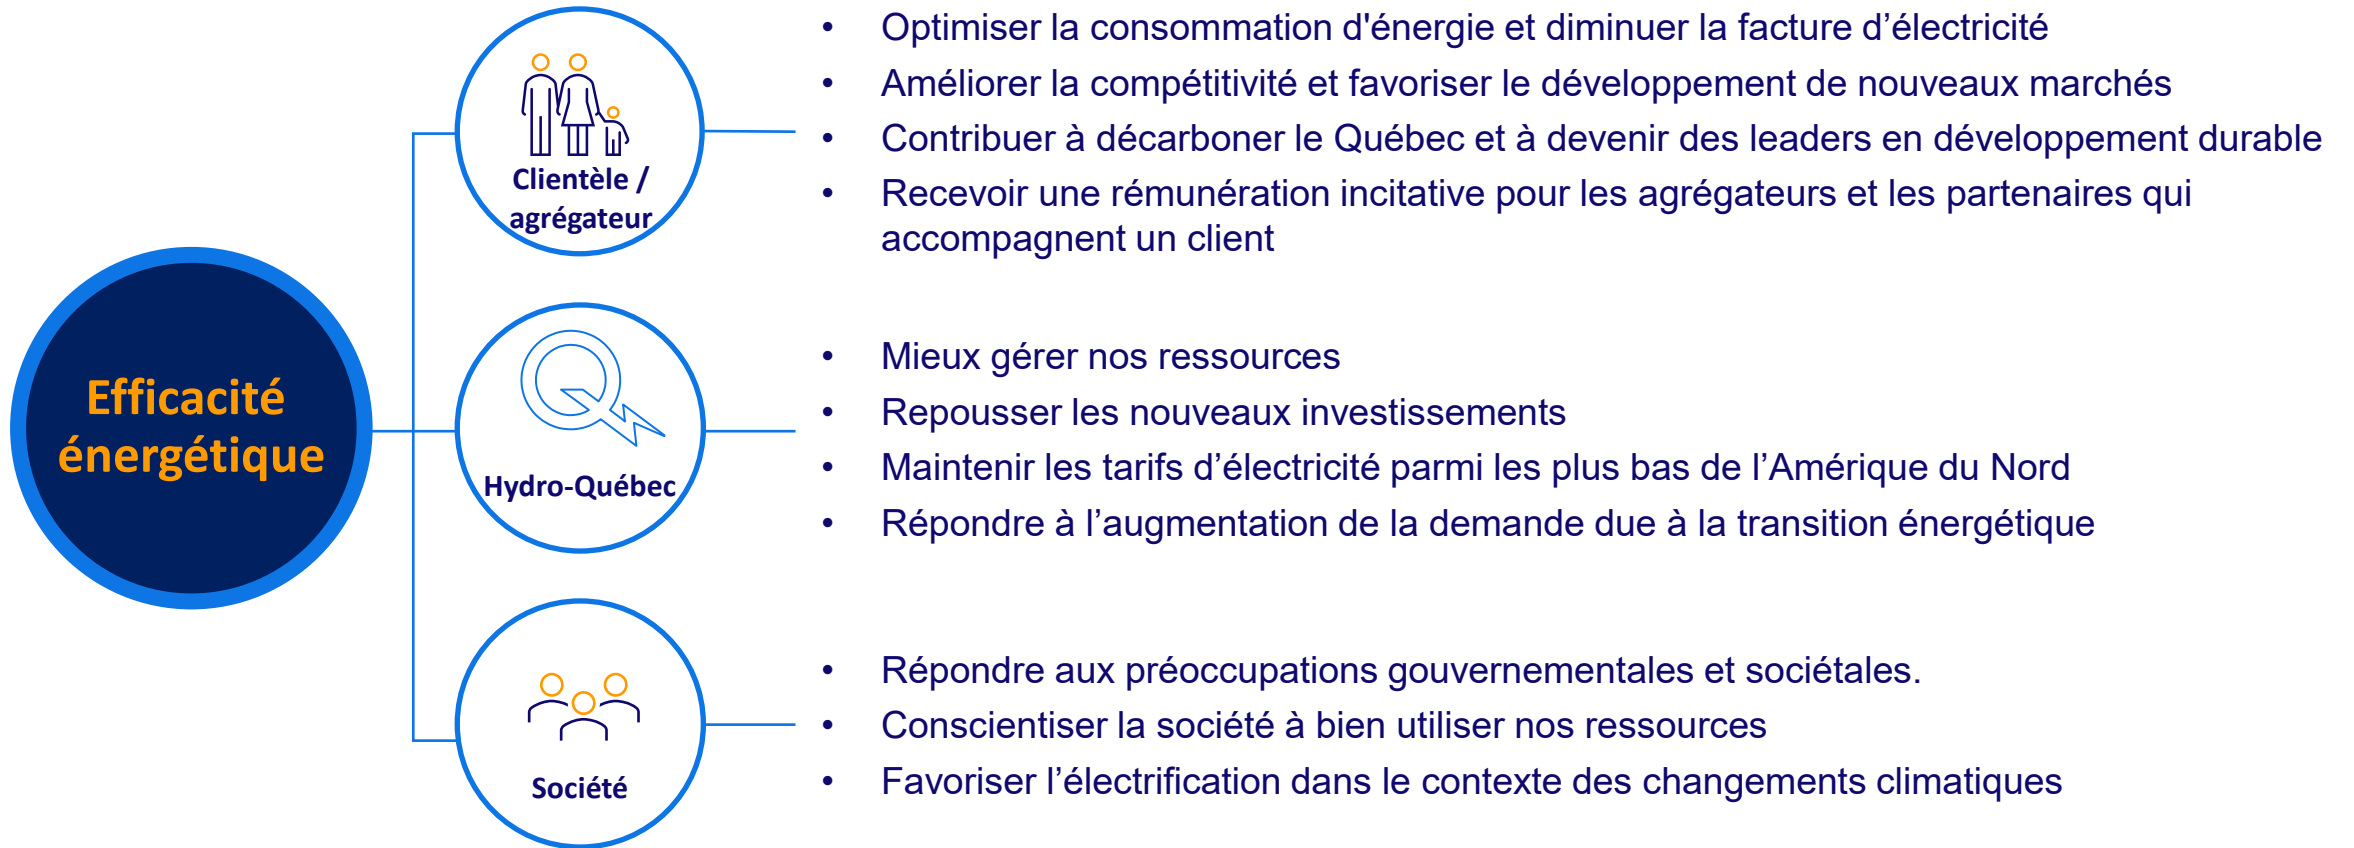 Efficacité
énergétique
Clientèle /
agrégateur
• Optimiser la consommation d'énergie et diminuer la facture d’électricité
• Améliorer la compétitivité et favoriser le développement de nouveaux marchés
• Contribuer à décarboner le Québec et à devenir des leaders en développement durable
• Recevoir une rémunération incitative pour les agrégateurs et les partenaires qui
accompagnent un client
Hydro-Québec
• Mieux gérer nos ressources
• Repousser les nouveaux investissements
• Maintenir les tarifs d’électricité parmi les plus bas de l’Amérique du Nord
• Répondre à l’augmentation de la demande due à la transition énergétique
Société
• Répondre aux préoccupations gouvernementales et sociétales.
• Conscientiser la société à bien utiliser nos ressources
• Favoriser l’électrification dans le contexte des changements climatiques